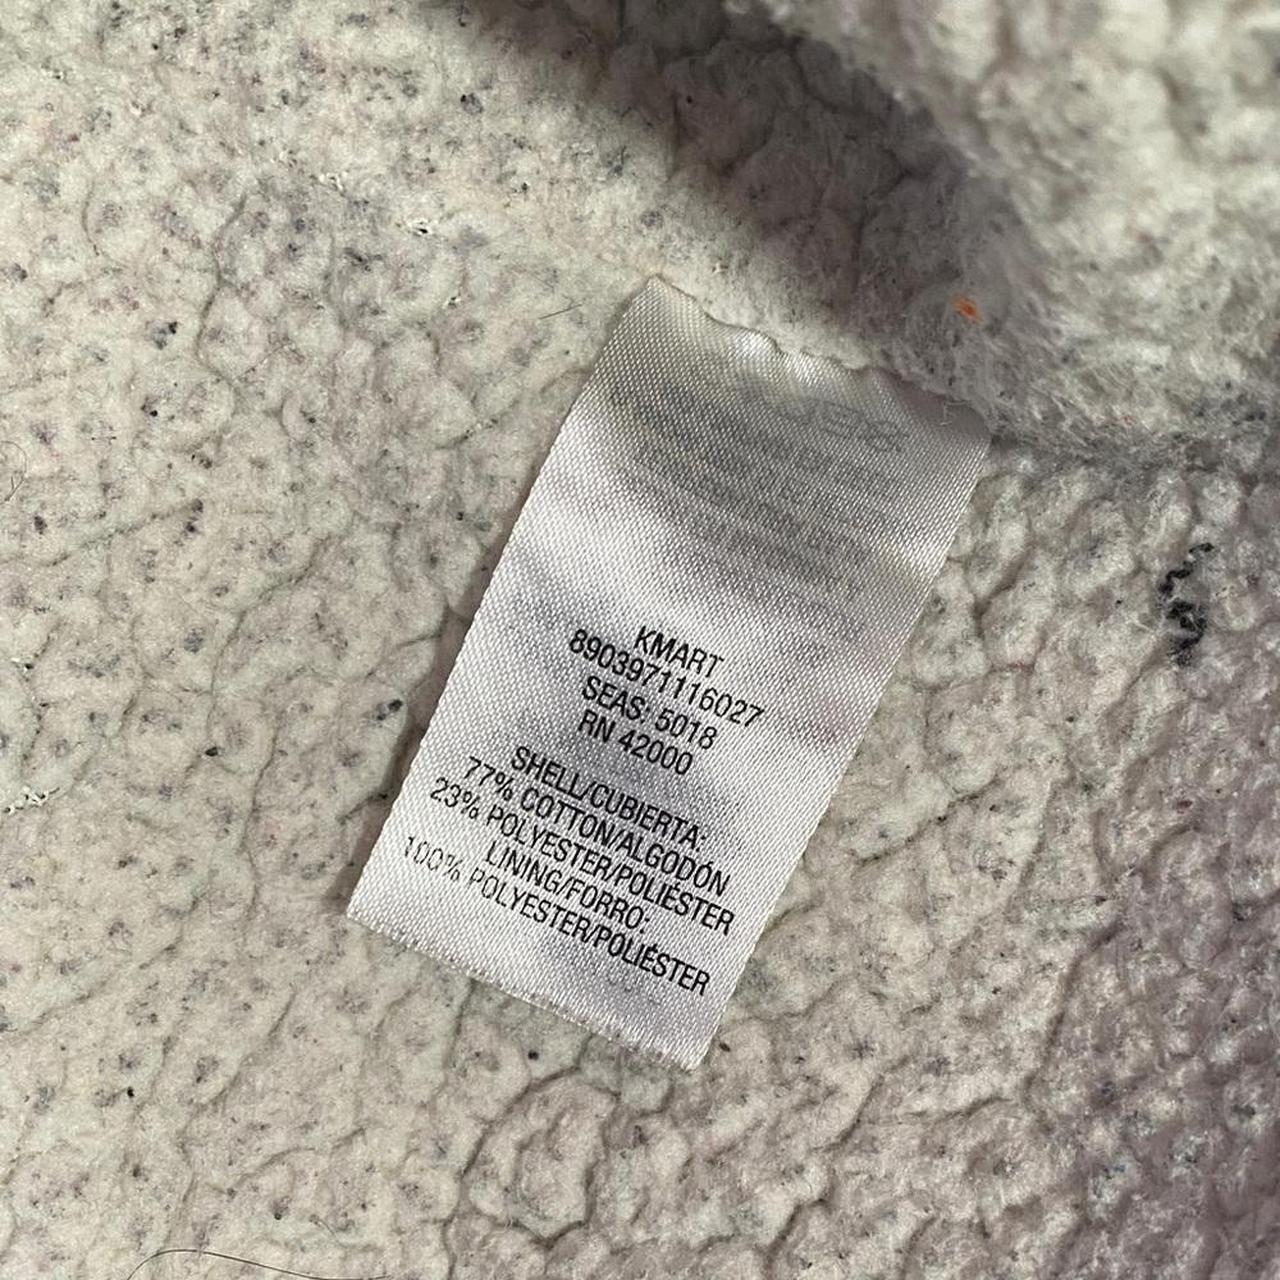 KMART
8903971116027
SEAS: 5018
RN 42000
SHELL/CUBIERTA:
77% COTTON/ALGODÓN
23% POLYESTER/POLIÉSTER
LINING/FORRO:
100% POLYESTER/POLIÉSTER